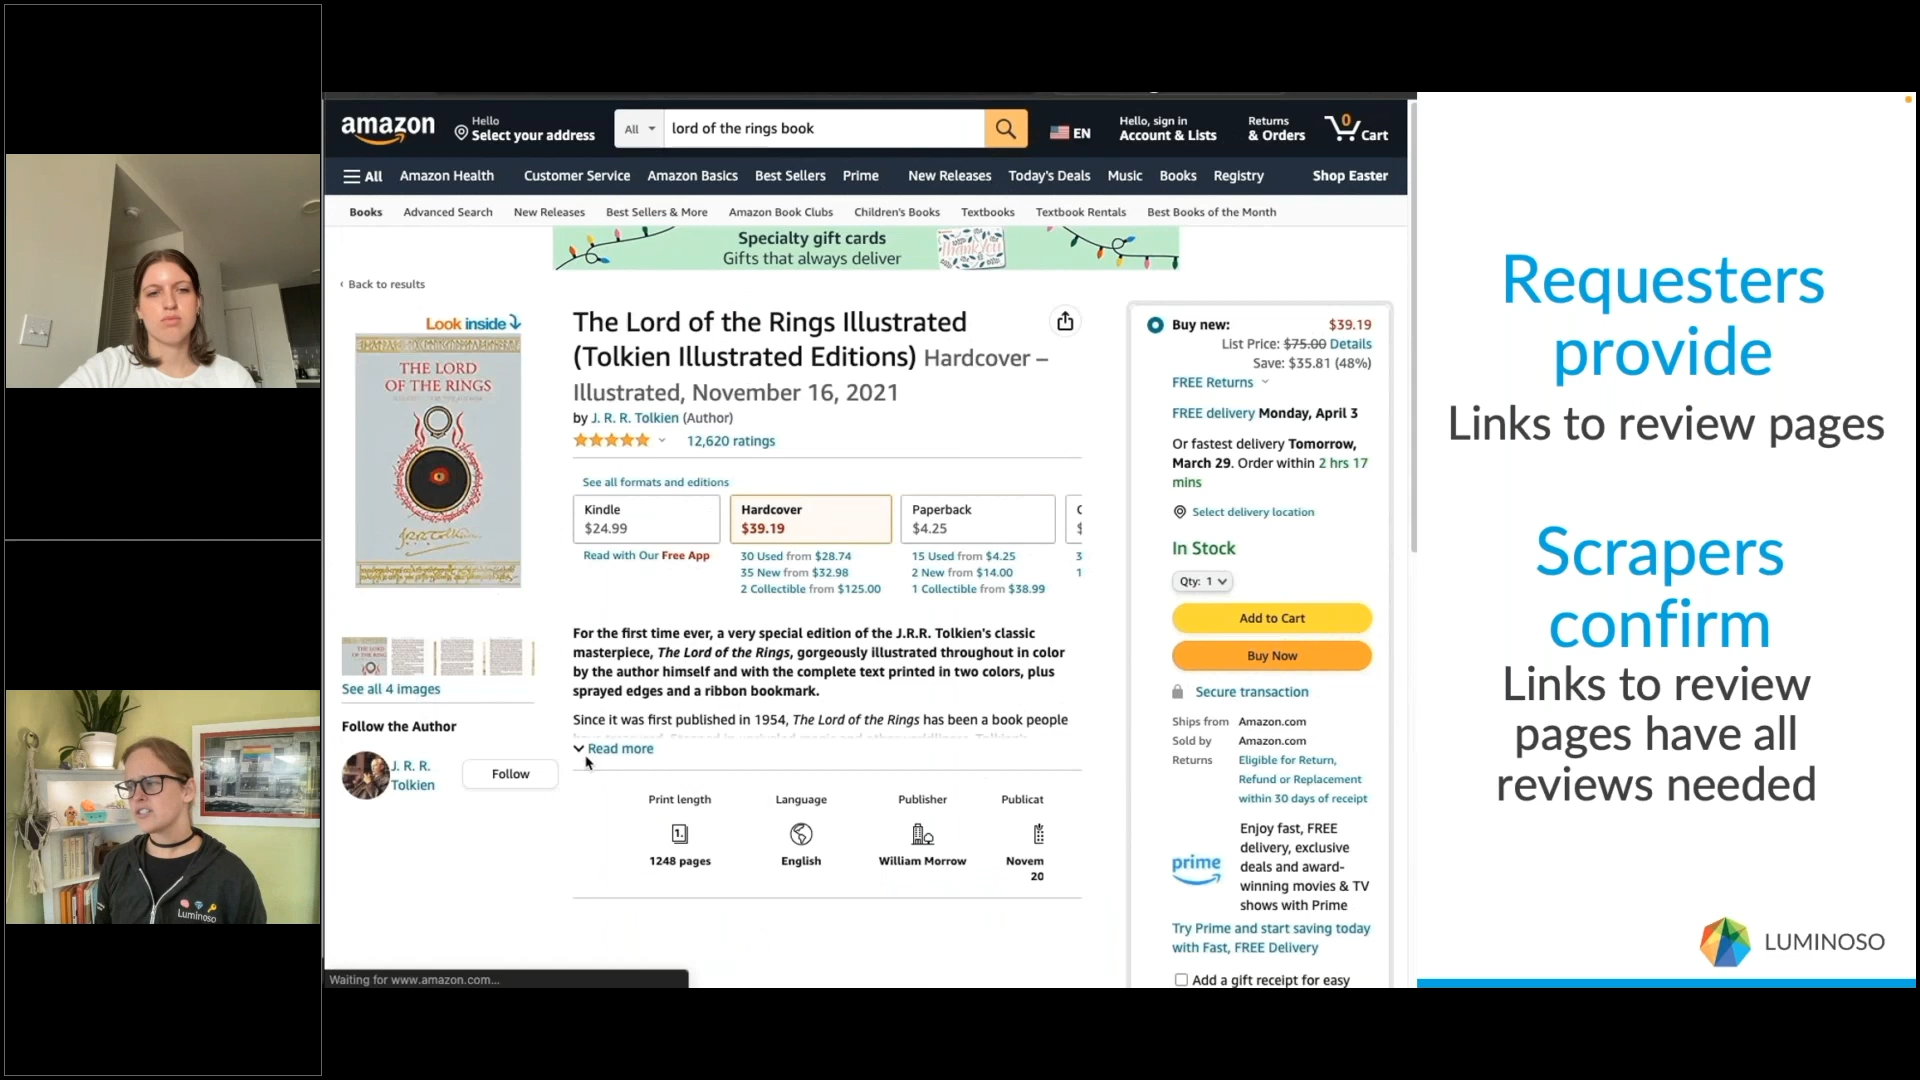 amazon
Hello
Select your address
All
lord of the rings book
EN
Hello, sign in
Account & Lists
Returns
& Orders
0
Cart
All
Amazon Health
Customer Service
Amazon Basics
Best Sellers
Prime
New Releases
Today's Deals
Music
Books
Registry
Shop Easter
Books
Advanced Search
New Releases
Best Sellers & More
Amazon Book Clubs
Children's Books
Textbooks
Textbook Rentals
Best Books of the Month
Specialty gift cards
Gifts that always deliver
thank you
‹ Back to results
Look inside
THE LORD
OF THE RINGS
See all 4 images
Follow the Author
J. R. R.
Tolkien
Follow
The Lord of the Rings Illustrated
(Tolkien Illustrated Editions) Hardcover –
Illustrated, November 16, 2021
by J. R. R. Tolkien (Author)
12,620 ratings
See all formats and editions
Kindle
$24.99
Read with Our Free App
Hardcover
$39.19
30 Used from $28.74
35 New from $32.98
2 Collectible from $125.00
Paperback
$4.25
15 Used from $4.25
2 New from $14.00
1 Collectible from $38.99
For the first time ever, a very special edition of the J.R.R. Tolkien's classic
masterpiece, The Lord of the Rings, gorgeously illustrated throughout in color
by the author himself and with the complete text printed in two colors, plus
sprayed edges and a ribbon bookmark.
Since it was first published in 1954, The Lord of the Rings has been a book people
Read more
Print length
1248 pages
Language
English
Publisher
William Morrow
Publicat
Novem
20
Buy new:
$39.19
List Price: $75.00 Details
Save: $35.81 (48%)
FREE Returns
FREE delivery Monday, April 3
Or fastest delivery Tomorrow,
March 29. Order within 2 hrs 17
mins
Select delivery location
In Stock
Qty: 1
Add to Cart
Buy Now
Secure transaction
Ships from Amazon.com
Sold by Amazon.com
Returns Eligible for Return,
Refund or Replacement
within 30 days of receipt
prime
Enjoy fast, FREE
delivery, exclusive
deals and award-
winning movies & TV
shows with Prime
Try Prime and start saving today
with Fast, FREE Delivery
Add a gift receipt for easy
Waiting for www.amazon.com...
Requesters
provide
Links to review pages
Scrapers
confirm
Links to review
pages have all
reviews needed
LUMINOSO
Luminoso